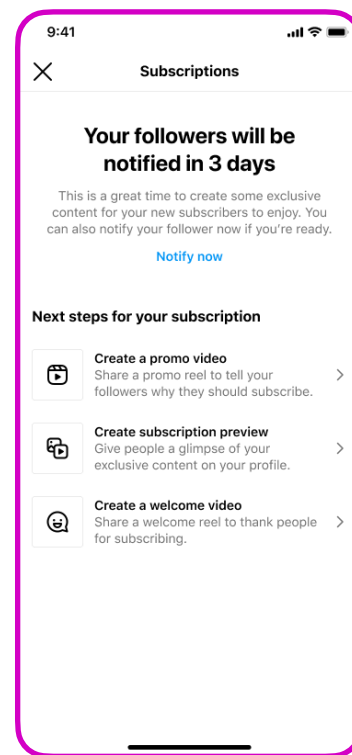 9:41
Subscriptions
Your followers will be
notified in 3 days
This is a great time to create some exclusive
content for your new subscribers to enjoy. You
can also notify your follower now if you're ready.
Notify now
Next steps for your subscription
Create a promo video
Share a promo reel to tell your
followers why they should subscribe.
Create subscription preview
Give people a glimpse of your
exclusive content on your profile.
Create a welcome video
Share a welcome reel to thank people
for subscribing.